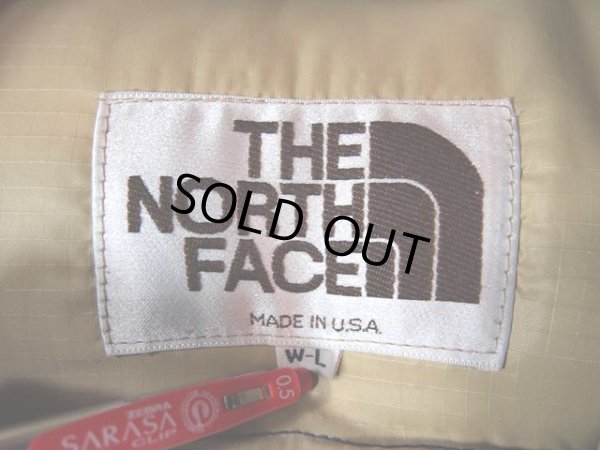 THE
NORTH
FACE
SOLD OUT
MADE IN U.S.A.
W-L
0.5
ZEBRA
SARASA
CLIP